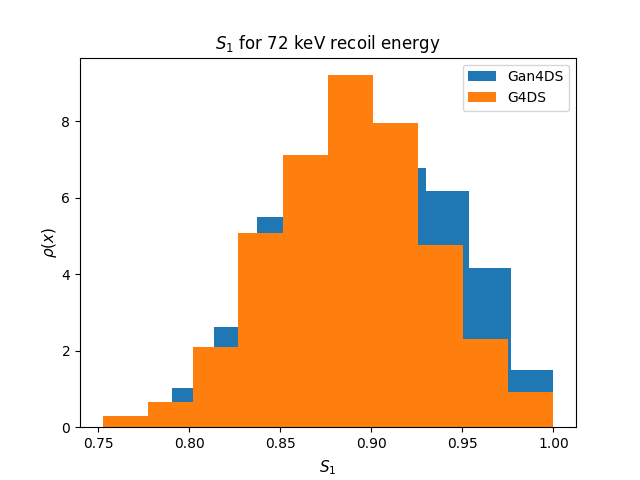 S₁ for 72 keV recoil energy
Gan4DS
G4DS
8
6
4
2
0
ρ(x)
0.75 0.80 0.85 0.90 0.95 1.00
S₁